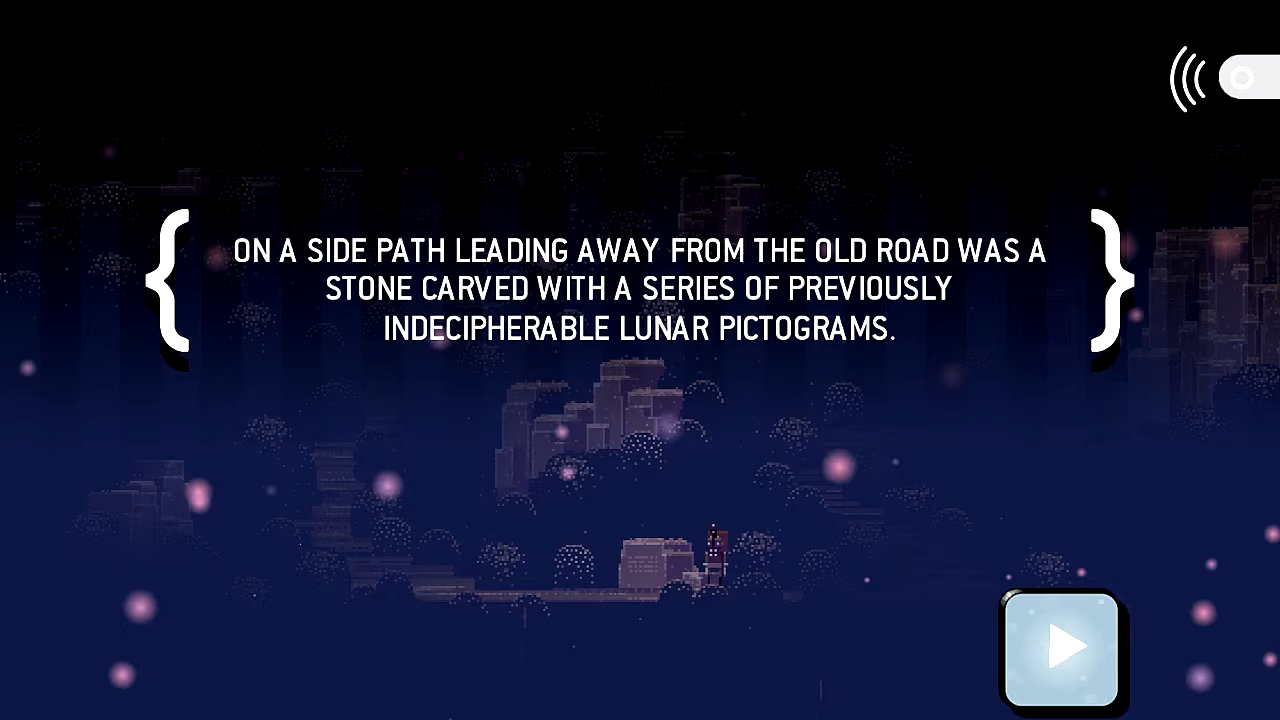 ON A SIDE PATH LEADING AWAY FROM THE OLD ROAD WAS A
STONE CARVED WITH A SERIES OF PREVIOUSLY
INDECIPHERABLE LUNAR PICTOGRAMS.